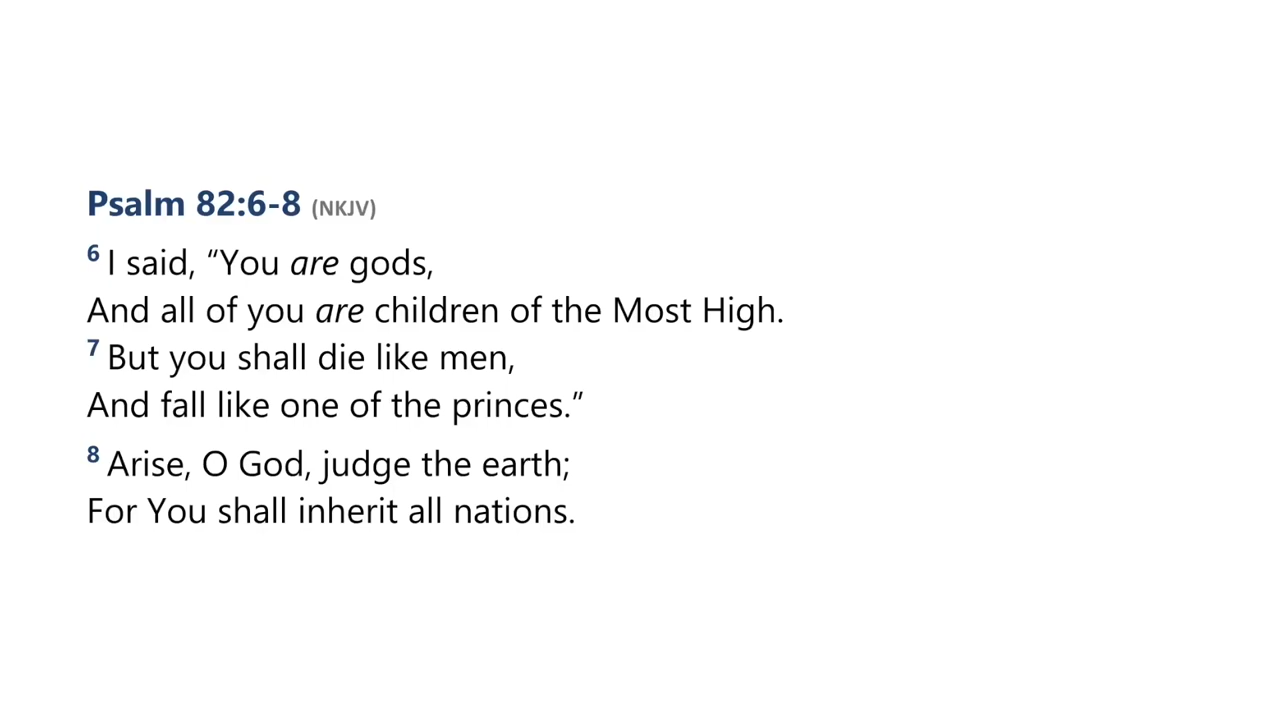 Psalm 82:6-8 (NKJV)
6 I said, “You are gods,
And all of you are children of the Most High.
7 But you shall die like men,
And fall like one of the princes.”
8 Arise, O God, judge the earth;
For You shall inherit all nations.